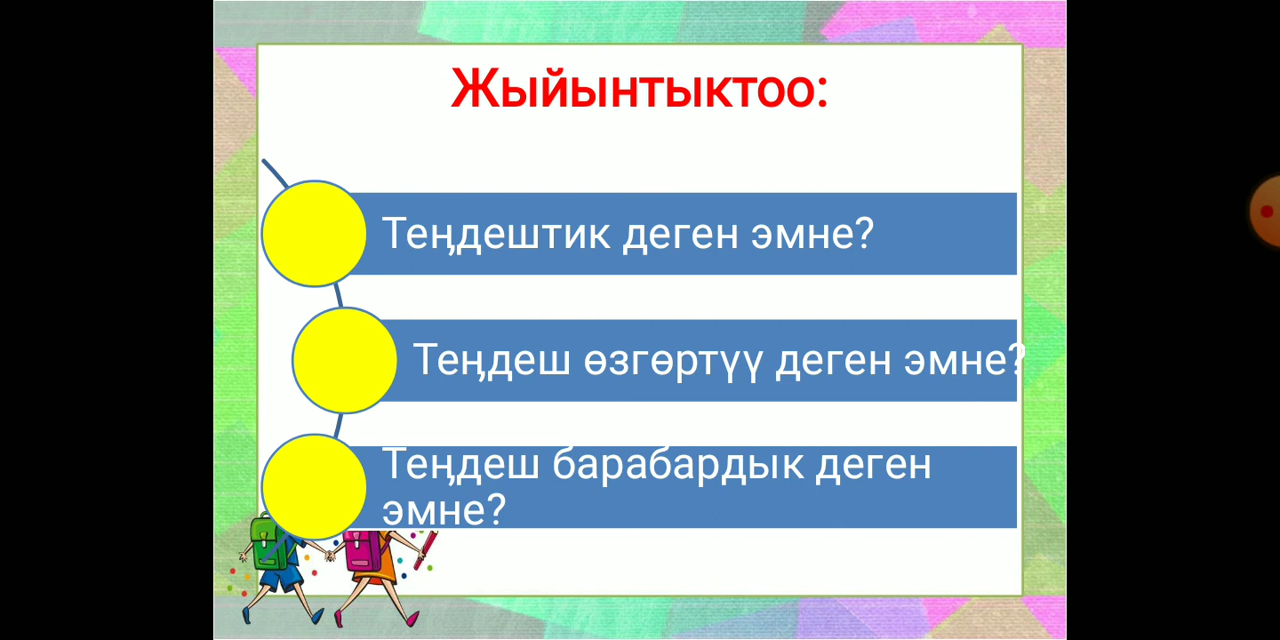 Жыйынтыктоо:
Теңдештик деген эмне?
Теңдеш өзгөртүү деген эмне?
Теңдеш барабардык деген
эмне?